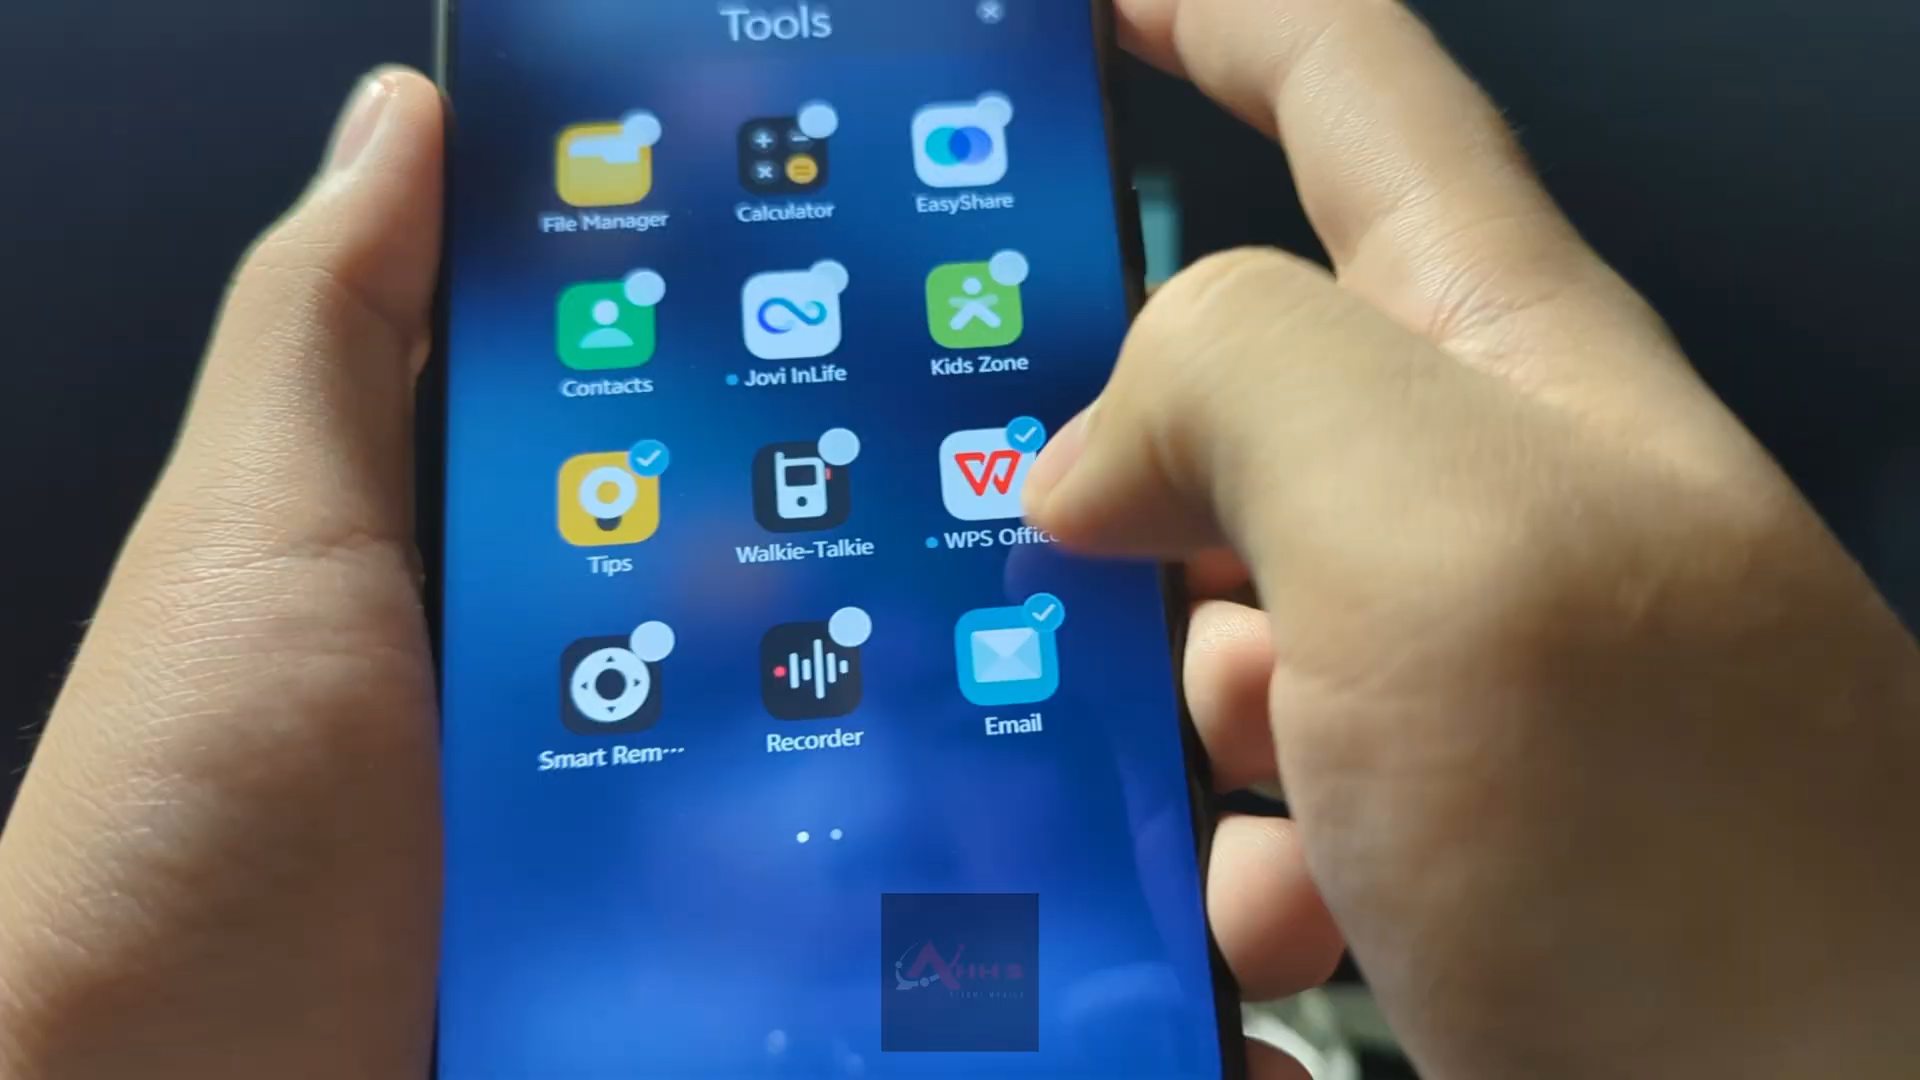 Tools
File Manager
Calculator
EasyShare
Contacts
Jovi InLife
Kids Zone
Tips
Walkie-Talkie
WPS Offic
Smart Rem···
Recorder
Email